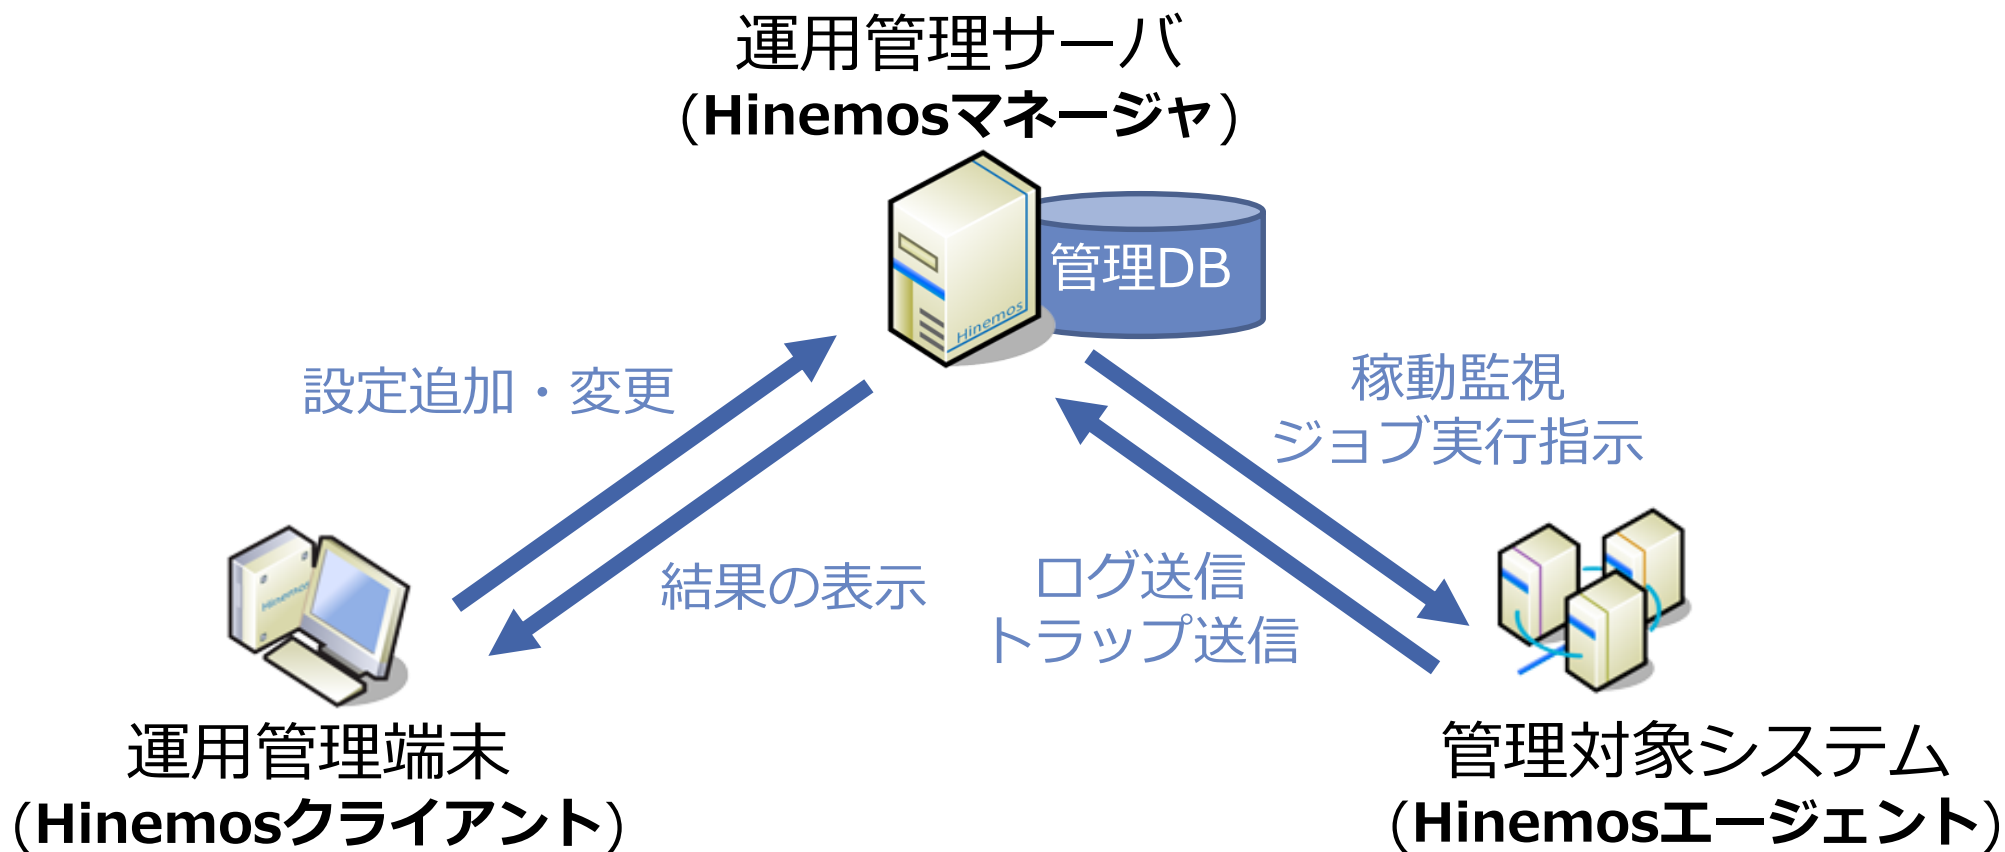 運用管理サーバ
(Hinemosマネージャ)
管理DB
Hinemos
設定追加・変更
稼動監視
ジョブ実行指示
結果の表示
ログ送信
トラップ送信
Hinemos
運用管理端末
(Hinemosクライアント)
管理対象システム
(Hinemosエージェント)